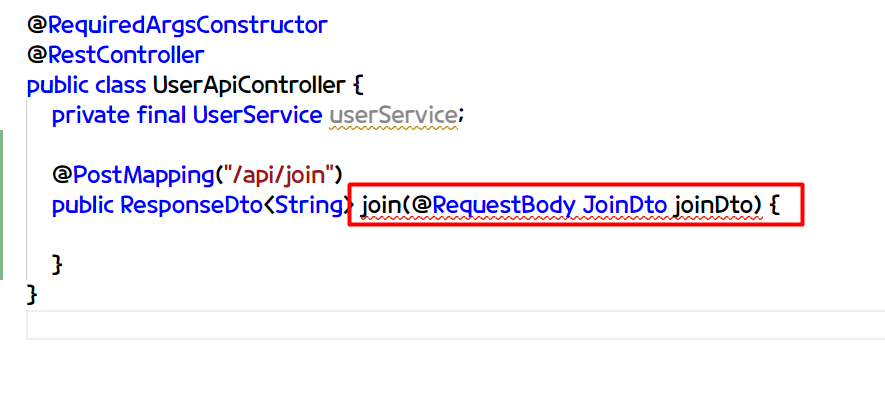 @RequiredArgsConstructor
@RestController
public class UserApiController {
private final UserService userService;
@PostMapping("/api/join")
public ResponseDto<String> join(@RequestBody JoinDto joinDto) {
}
}